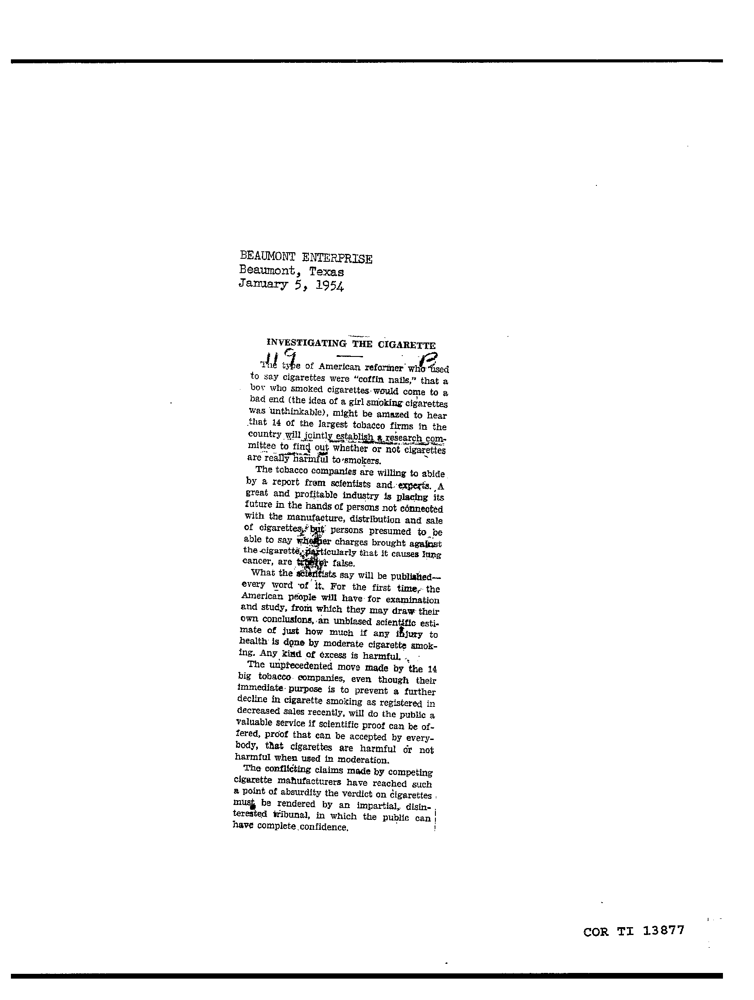 BEAUMONT ENTERPRISE
Beaumont, Texas
January 5, 1954
INVESTIGATING THE CIGARETTE
119 B
The type of American reformer who used
to say cigarettes were "coffin nails," that a
boy who smoked cigarettes would come to a
bad end (the idea of a girl smoking cigarettes
was unthinkable), might be amazed to hear
that 14 of the largest tobacco firms in the
country will jointly establish a research com-
mittee to find out whether or not cigarettes
are really harmful to smokers.
The tobacco companies are willing to abide
by a report from scientists and experts. A
great and profitable industry is placing its
future in the hands of persons not connected
with the manufacture, distribution and sale
of cigarettes, but persons presumed to be
able to say whether charges brought against
the cigarette, particularly that it causes lung
cancer, are true or false.
What the scientists say will be published—
every word of it. For the first time, the
American people will have for examination
and study, from which they may draw their
own conclusions, an unbiased scientific esti-
mate of just how much if any injury to
health is done by moderate cigarette smok-
ing. Any kind of excess is harmful.
The unprecedented move made by the 14
big tobacco companies, even though their
immediate purpose is to prevent a further
decline in cigarette smoking as registered in
decreased sales recently, will do the public a
valuable service if scientific proof can be of-
fered, proof that can be accepted by every-
body, that cigarettes are harmful or not
harmful when used in moderation.
The conflicting claims made by competing
cigarette manufacturers have reached such
a point of absurdity the verdict on cigarettes
must be rendered by an impartial, disin-
terested tribunal, in which the public can
have complete confidence.
COR TI 13877